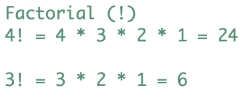 Factorial (!)
4! = 4 * 3 * 2 * 1 = 24
3! = 3 * 2 * 1 = 6